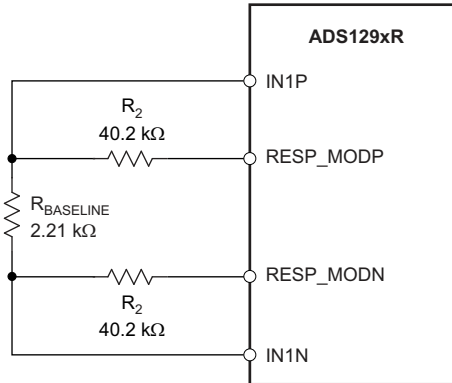 ADS129xR
IN1P
R2
40.2 kΩ
RESP_MODP
RBASELINE
2.21 kΩ
RESP_MODN
R2
40.2 kΩ
IN1N